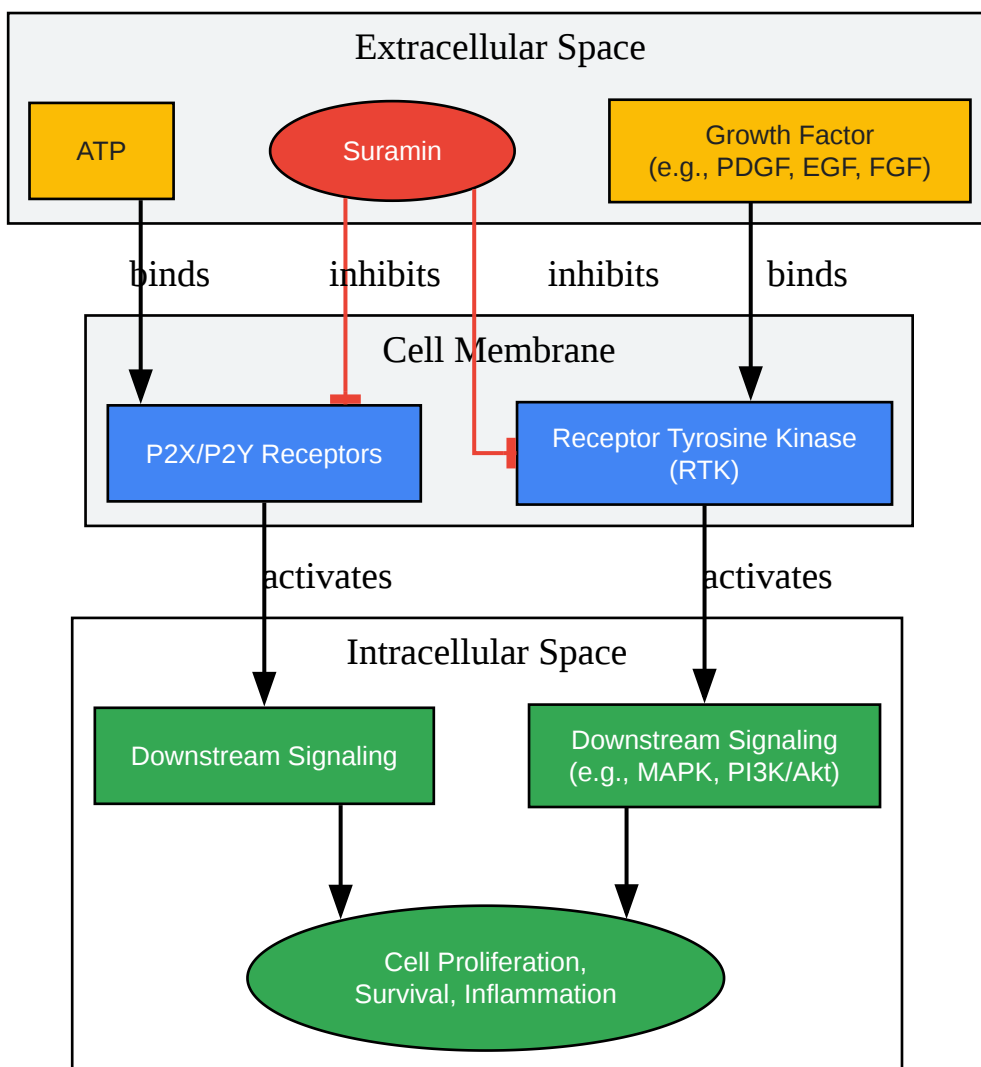 Extracellular Space
ATP
Suramin
Growth Factor
(e.g., PDGF, EGF, FGF)
binds
inhibits
inhibits
binds
Cell Membrane
P2X/P2Y Receptors
Receptor Tyrosine Kinase
(RTK)
activates
activates
Intracellular Space
Downstream Signaling
Downstream Signaling
(e.g., MAPK, PI3K/Akt)
Cell Proliferation,
Survival, Inflammation